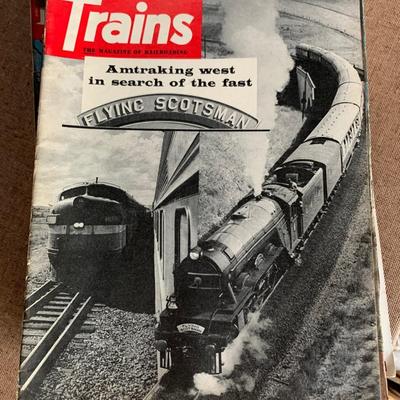 Trains
THE MAGAZINE OF RAILROADING
Amtraking west
in search of the fast
FLYING SCOTSMAN